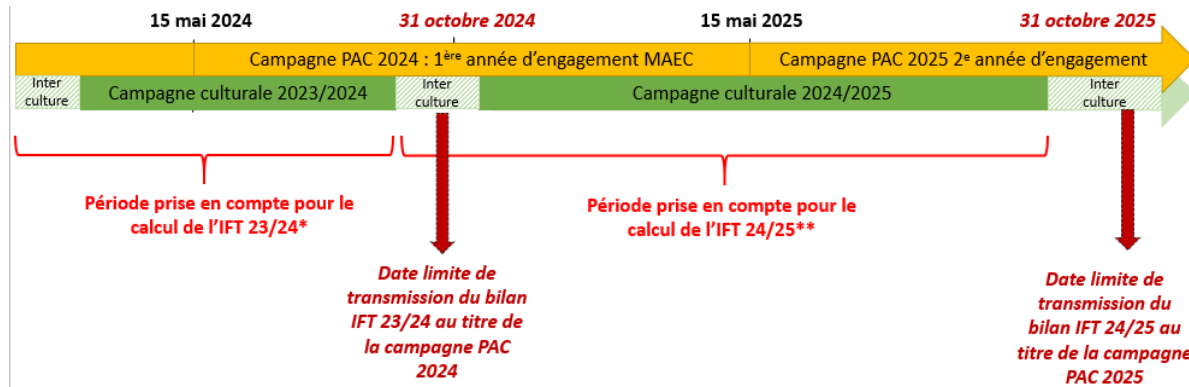 15 mai 2024
31 octobre 2024
15 mai 2025
31 octobre 2025
Campagne PAC 2024 : 1ère année d’engagement MAEC
Campagne PAC 2025 2e année d’engagement
Inter
culture
Campagne culturale 2023/2024
Inter
culture
Campagne culturale 2024/2025
Inter
culture
Période prise en compte pour le
calcul de l’IFT 23/24*
Période prise en compte pour le
calcul de l’IFT 24/25**
Date limite de
transmission du bilan
IFT 23/24 au titre de
la campagne PAC
2024
Date limite de
transmission du
bilan IFT 24/25 au
titre de la campagne
PAC 2025